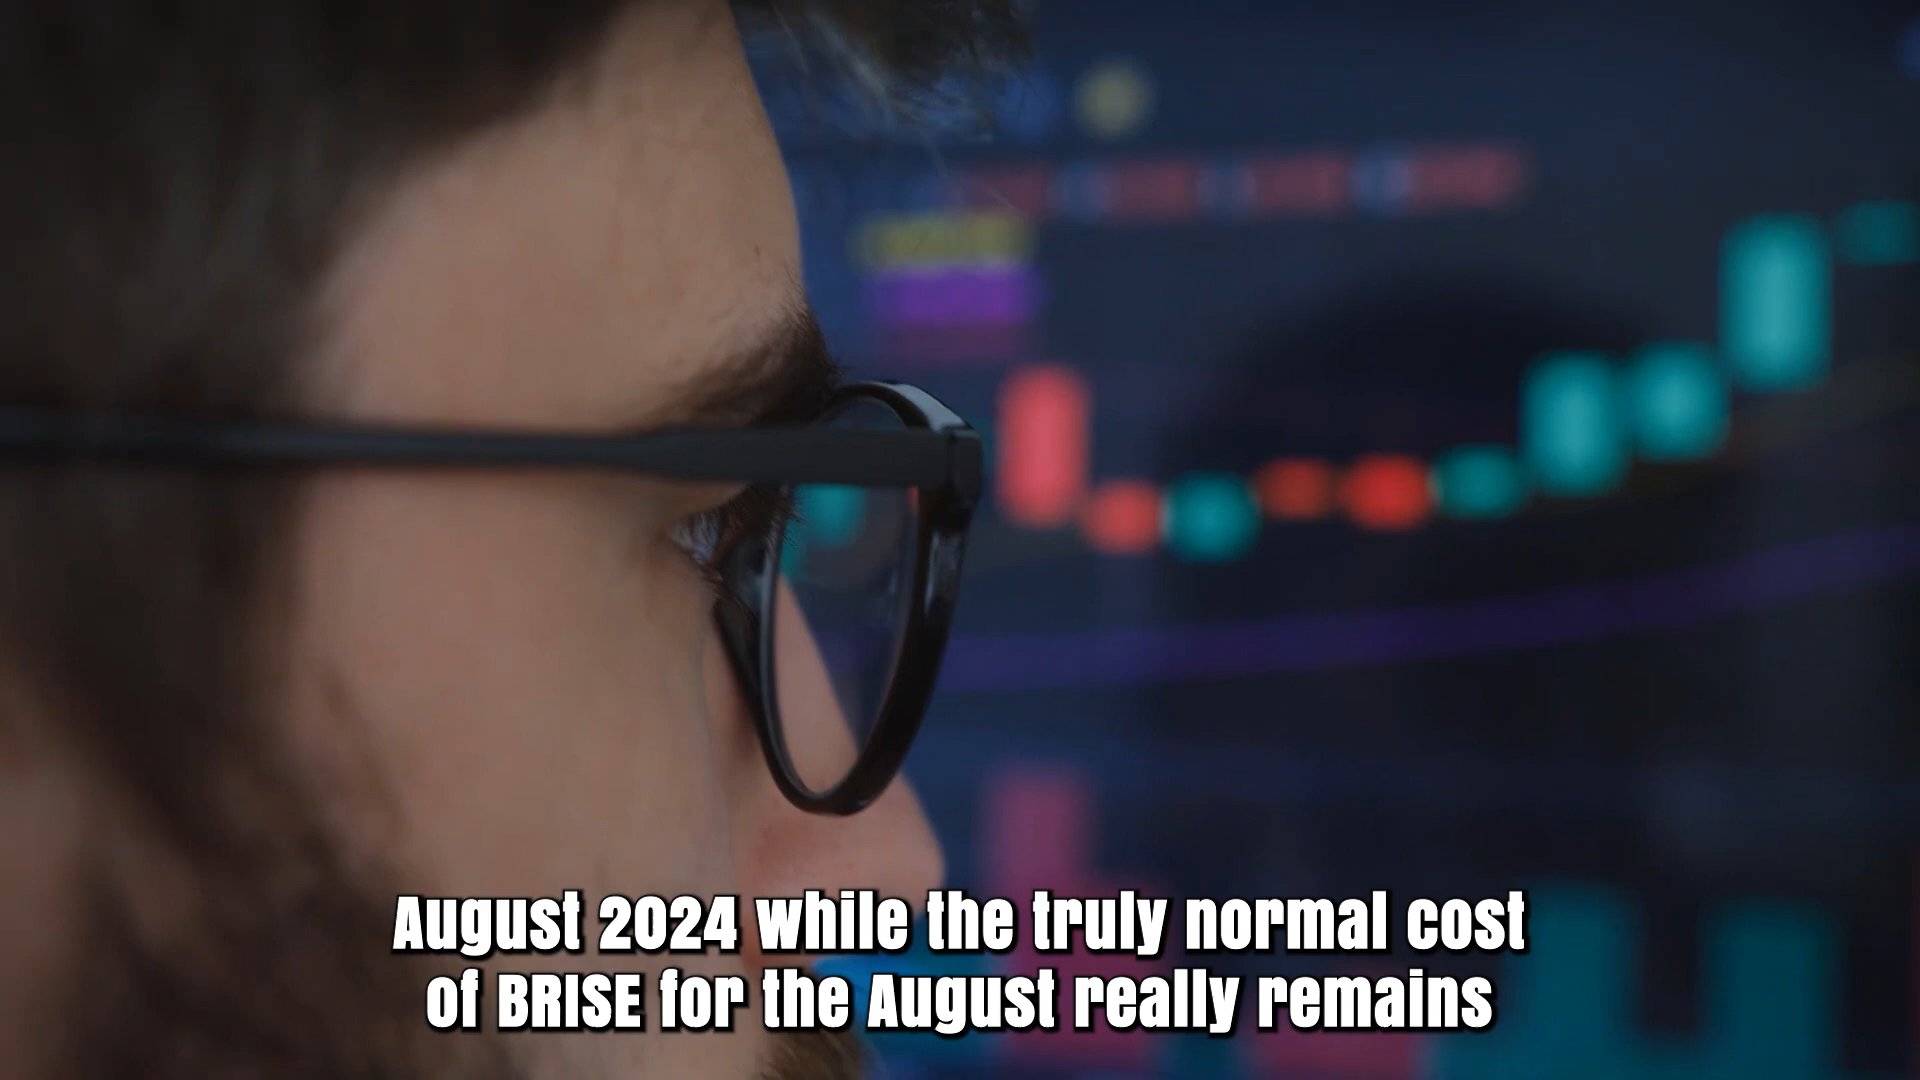 August 2024 while the truly normal cost
of BRISE for the August really remains